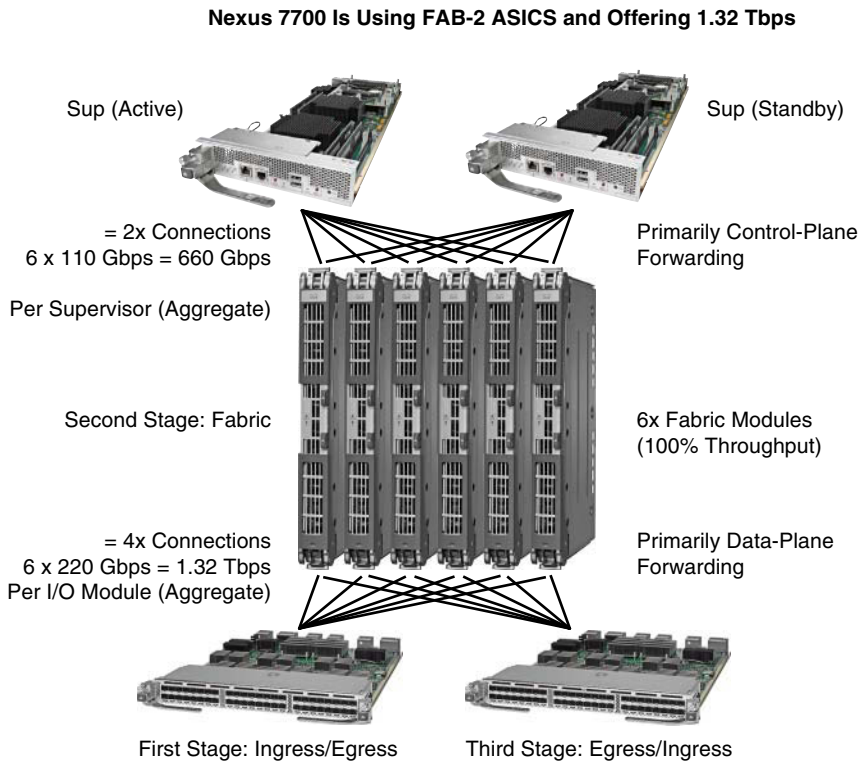 Nexus 7700 Is Using FAB-2 ASICS and Offering 1.32 Tbps
Sup (Active)
Sup (Standby)
= 2x Connections
6 x 110 Gbps = 660 Gbps
Per Supervisor (Aggregate)
Primarily Control-Plane
Forwarding
Second Stage: Fabric
6x Fabric Modules
(100% Throughput)
= 4x Connections
6 x 220 Gbps = 1.32 Tbps
Per I/O Module (Aggregate)
Primarily Data-Plane
Forwarding
First Stage: Ingress/Egress
Third Stage: Egress/Ingress